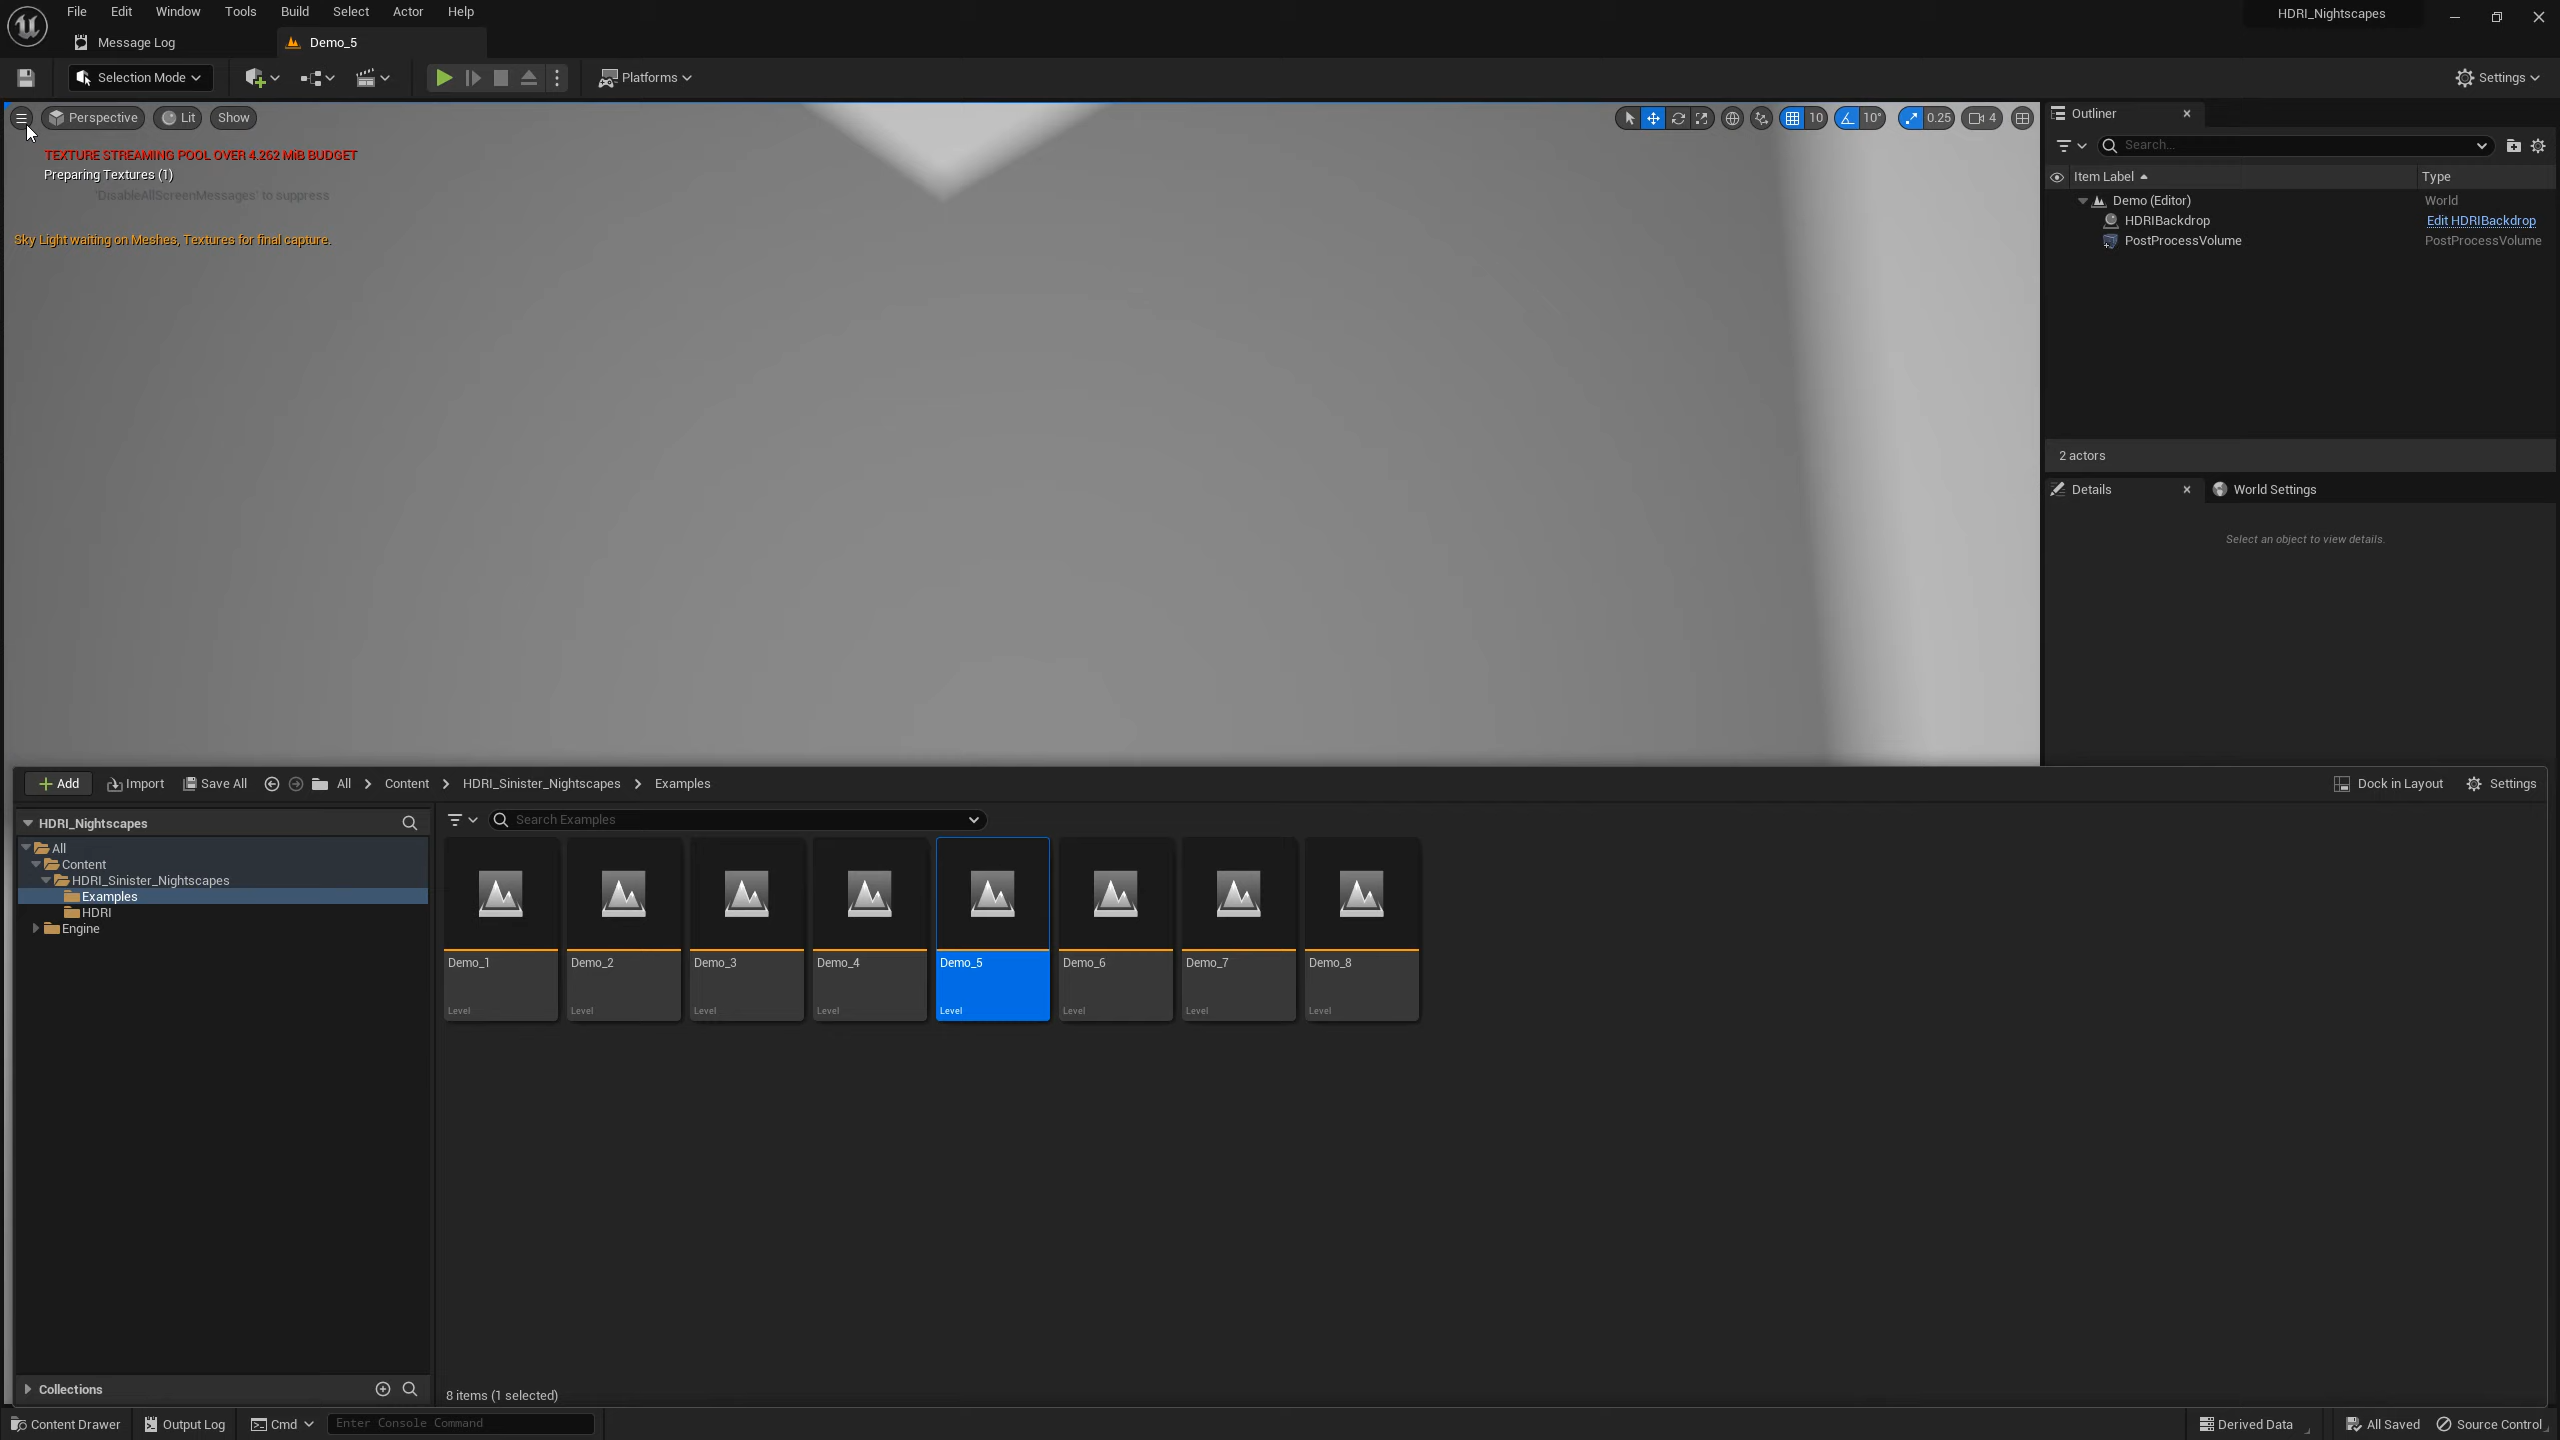 File Edit Window Tools Build Select Actor Help
HDRI_Nightscapes
Message Log
Demo_5
Selection Mode
Platforms
Settings
Perspective
Lit
Show
10
10°
0.25
4
TEXTURE STREAMING POOL OVER 4.262 MiB BUDGET
Preparing Textures (1)
'DisableAllScreenMessages' to suppress
Sky Light waiting on Meshes, Textures for final capture.
Outliner
Search...
Item Label
Type
Demo (Editor)
World
HDRIBackdrop
Edit HDRIBackdrop
PostProcessVolume
PostProcessVolume
2 actors
Details
World Settings
Select an object to view details.
Add
Import
Save All
All
Content
HDRI_Sinister_Nightscapes
Examples
Dock in Layout
Settings
HDRI_Nightscapes
All
Content
HDRI_Sinister_Nightscapes
Examples
HDRI
Engine
Search Examples
Demo_1
Level
Demo_2
Level
Demo_3
Level
Demo_4
Level
Demo_5
Level
Demo_6
Level
Demo_7
Level
Demo_8
Level
Collections
8 items (1 selected)
Content Drawer
Output Log
Cmd
Enter Console Command
Derived Data
All Saved
Source Control